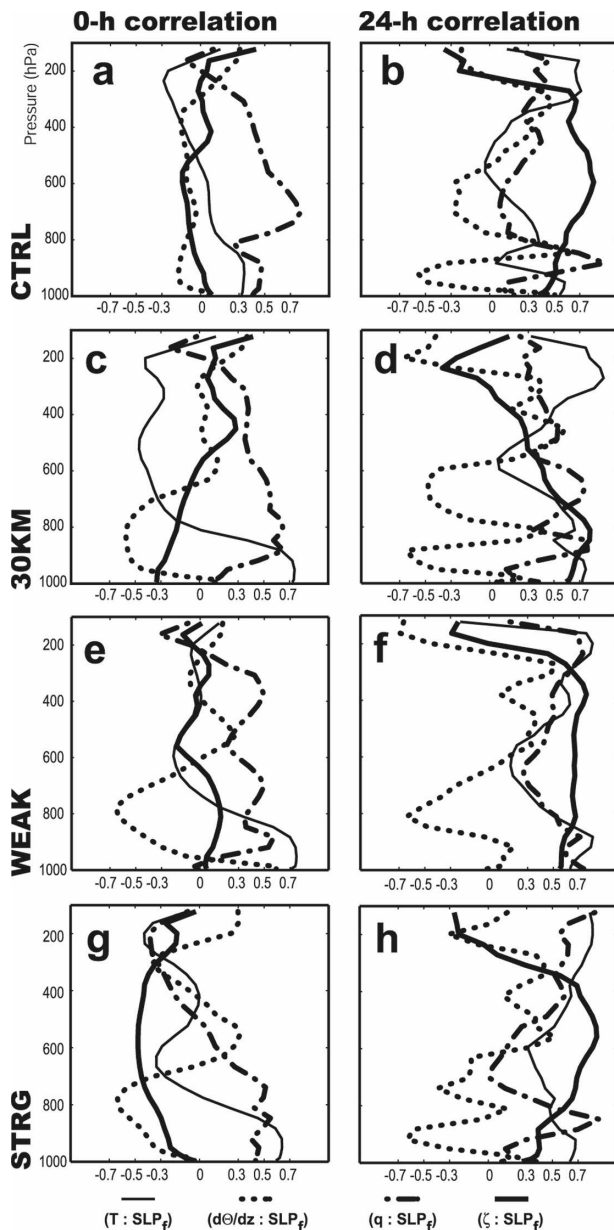 0-h correlation 24-h correlation
Pressure (hPa)
CTRL
200
400
600
800
1000
a
b
-0.7 -0.5 -0.3 0 0.3 0.5 0.7
-0.7 -0.5 -0.3 0 0.3 0.5 0.7
30KM
200
400
600
800
1000
c
d
-0.7 -0.5 -0.3 0 0.3 0.5 0.7
-0.7 -0.5 -0.3 0 0.3 0.5 0.7
WEAK
200
400
600
800
1000
e
f
-0.7 -0.5 -0.3 0 0.3 0.5 0.7
-0.7 -0.5 -0.3 0 0.3 0.5 0.7
STRG
200
400
600
800
1000
g
h
-0.7 -0.5 -0.3 0 0.3 0.5 0.7
-0.7 -0.5 -0.3 0 0.3 0.5 0.7
(T : SLPf) (dΘ/dz : SLPf) (q : SLPf) (ζ : SLPf)